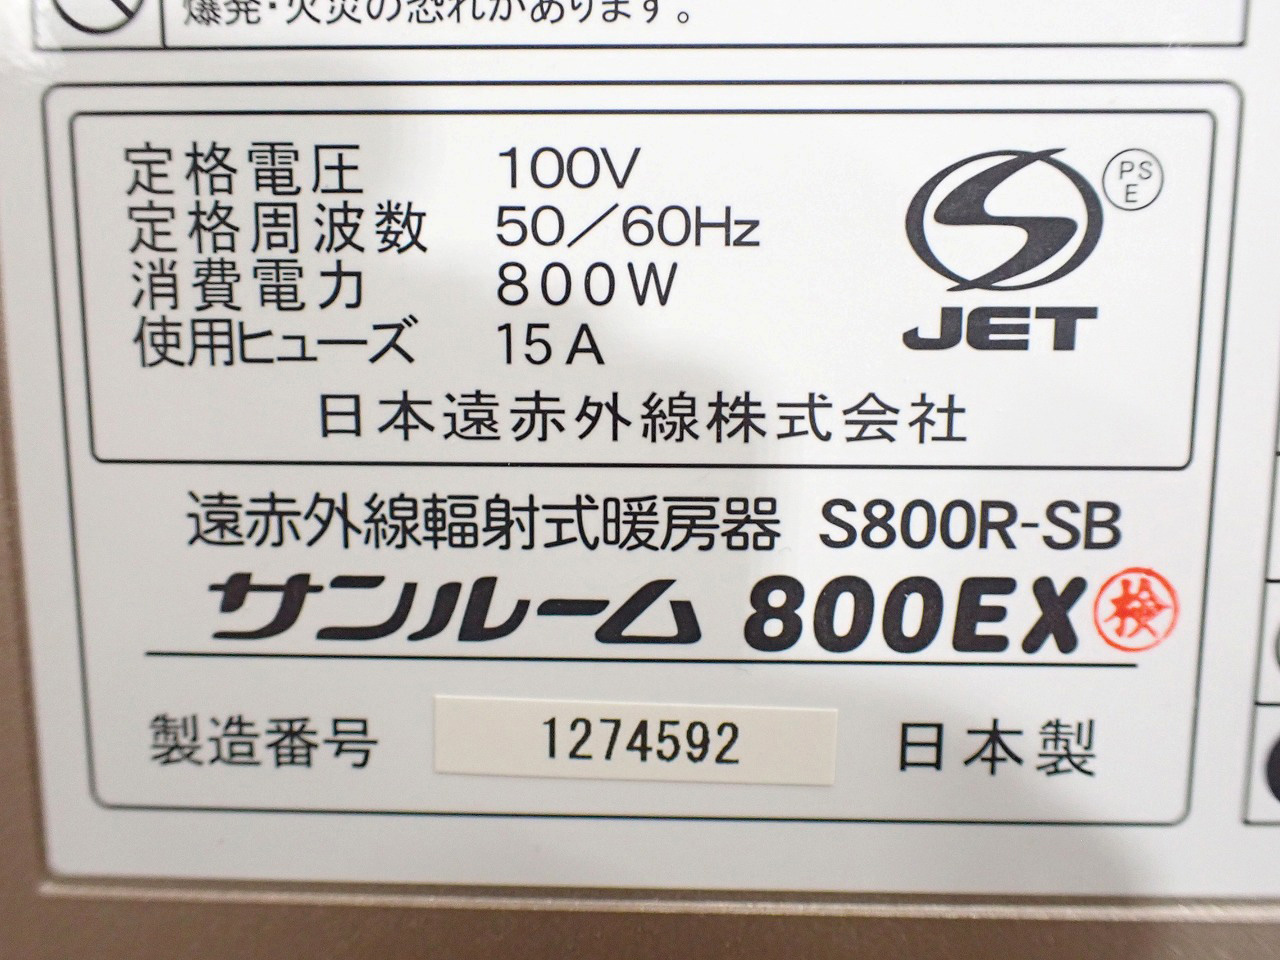 爆発・火災の恐れがあります。
定格電圧 100V
定格周波数 50／60Hz
消費電力 800W
使用ヒューズ 15A
PS
E
JET
日本遠赤外線株式会社
遠赤外線輻射式暖房器 S800R-SB
サンルーム 800EX 検
製造番号 1274592 日本製